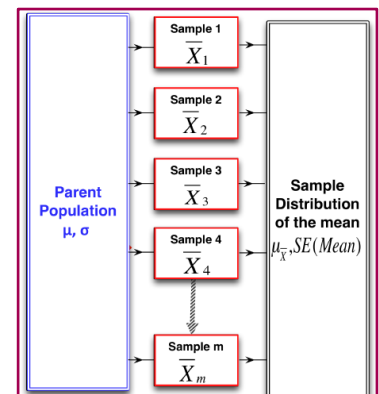 Parent
Population
μ, σ
Sample 1
X̅₁
Sample 2
X̅₂
Sample 3
X̅₃
Sample 4
X̅₄
Sample m
X̅ₘ
Sample
Distribution
of the mean
μ_X̅,SE(Mean)